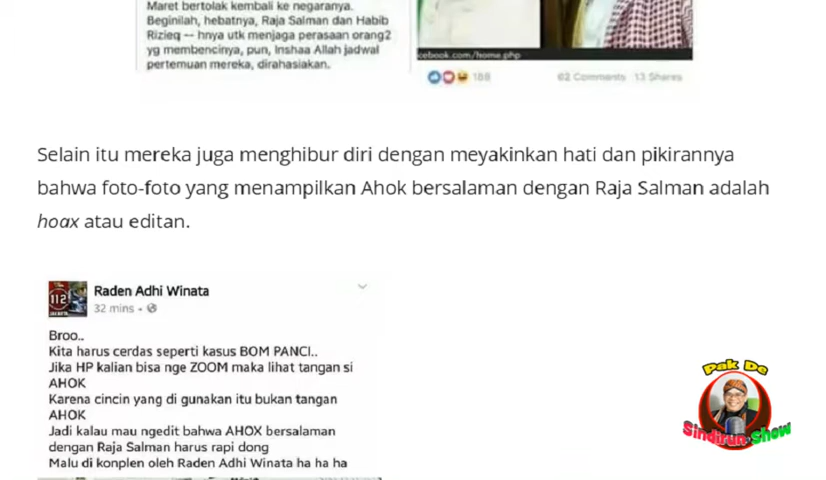 Maret bertolak kembali ke negaranya.
Beginilah, hebatnya, Raja Salman dan Habib
Rizieq -- hnya utk menjaga perasaan orang2
yg membencinya, pun, Inshaa Allah jadwal
pertemuan mereka, dirahasiakan.
cebook.com/home.php
188
62 Comments 13 Shares
Selain itu mereka juga menghibur diri dengan meyakinkan hati dan pikirannya
bahwa foto-foto yang menampilkan Ahok bersalaman dengan Raja Salman adalah
hoax atau editan.
112
Raden Adhi Winata
32 mins
Broo..
Kita harus cerdas seperti kasus BOM PANCI..
Jika HP kalian bisa nge ZOOM maka lihat tangan si
AHOK
Karena cincin yang di gunakan itu bukan tangan
AHOK
Jadi kalau mau ngedit bahwa AHOX bersalaman
dengan Raja Salman harus rapi dong
Malu di konplen oleh Raden Adhi Winata ha ha ha
Pak De
Sindirun Show